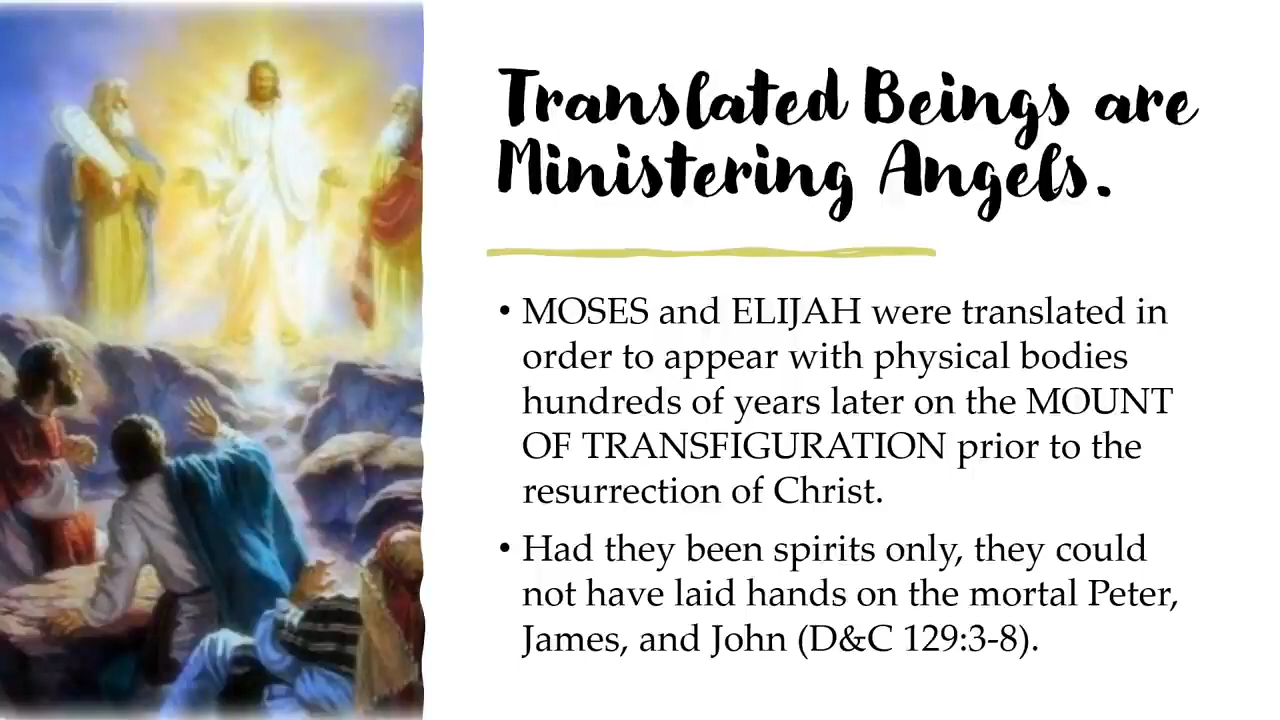 Translated Beings are
Ministering Angels.
• MOSES and ELIJAH were translated in
order to appear with physical bodies
hundreds of years later on the MOUNT
OF TRANSFIGURATION prior to the
resurrection of Christ.
• Had they been spirits only, they could
not have laid hands on the mortal Peter,
James, and John (D&C 129:3-8).